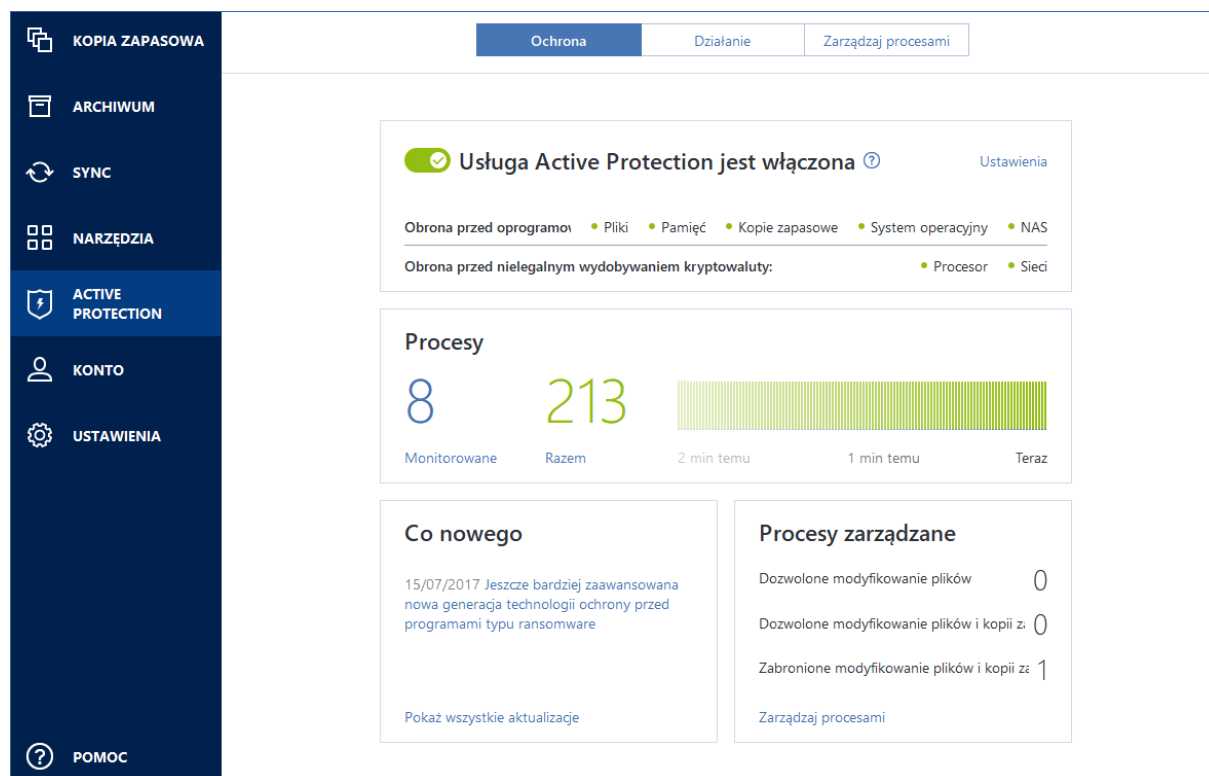 KOPIA ZAPASOWA
ARCHIWUM
SYNC
NARZĘDZIA
ACTIVE
PROTECTION
KONTO
USTAWIENIA
POMOC
Ochrona Działanie Zarządzaj procesami
Usługa Active Protection jest włączona ?
Ustawienia
Obrona przed oprogramov • Pliki • Pamięć • Kopie zapasowe • System operacyjny • NAS
Obrona przed nielegalnym wydobywaniem kryptowaluty: • Procesor • Sieci
Procesy
8 213
Monitorowane Razem 2 min temu 1 min temu Teraz
Co nowego
15/07/2017 Jeszcze bardziej zaawansowana
nowa generacja technologii ochrony przed
programami typu ransomware
Pokaż wszystkie aktualizacje
Procesy zarządzane
Dozwolone modyfikowanie plików 0
Dozwolone modyfikowanie plików i kopii za 0
Zabronione modyfikowanie plików i kopii za 1
Zarządzaj procesami